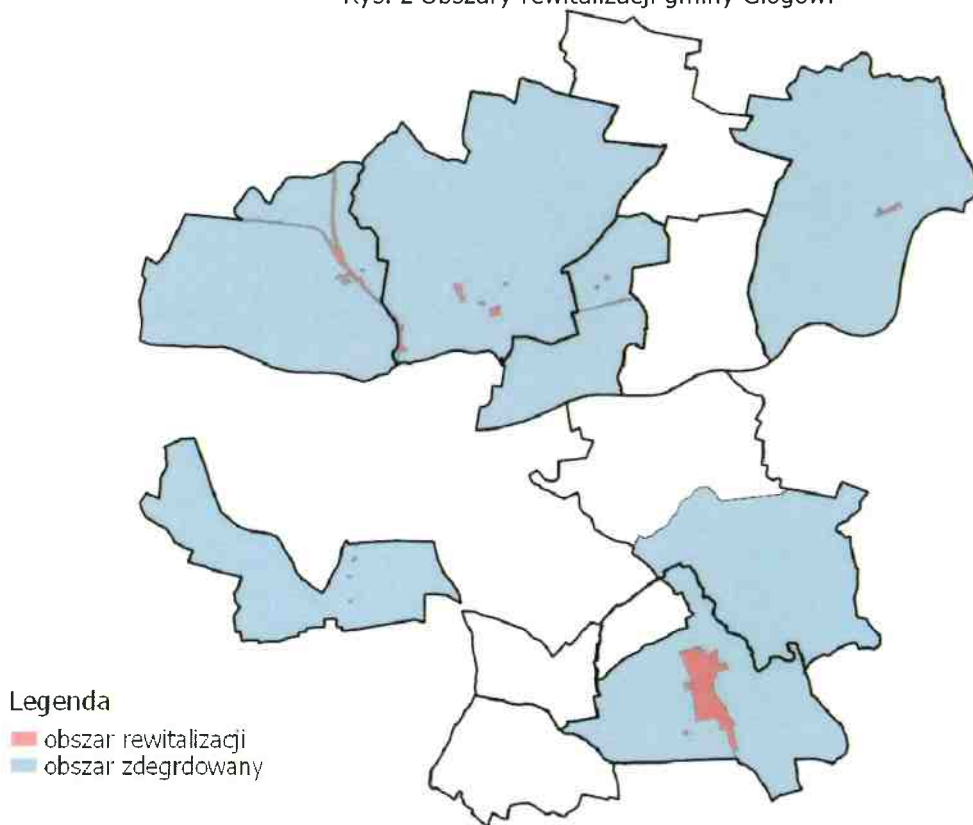 Rys. 2 Obszary rewitalizacji gminy Głogów.
Legenda
obszar rewitalizacji
obszar zdegrdowany